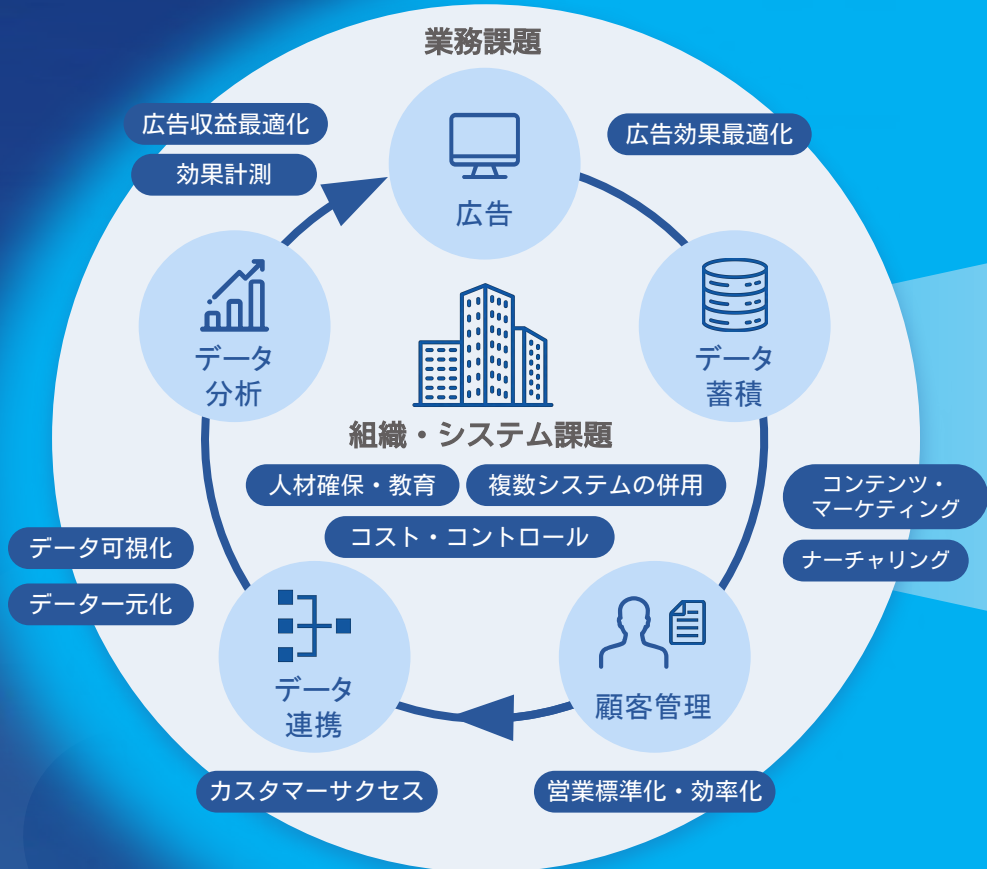 業務課題
広告収益最適化
効果計測
広告効果最適化
広告
データ
分析
データ
蓄積
組織・システム課題
人材確保・教育
複数システムの併用
コスト・コントロール
コンテンツ・
マーケティング
ナーチャリング
データ可視化
データ一元化
データ
連携
顧客管理
カスタマーサクセス
営業標準化・効率化